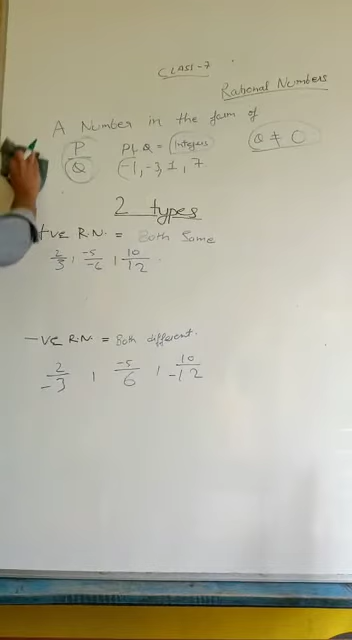 CLASS-7
Rational Numbers
A Number in the form of
P/Q P & Q = Integers Q ≠ 0
(-1, -3, 1, 7
2 types
+ve R.N. = Both Same
2/3, -5/-6, 10/12
-ve R.N. = Both different.
2/-3, -5/6, 10/-12